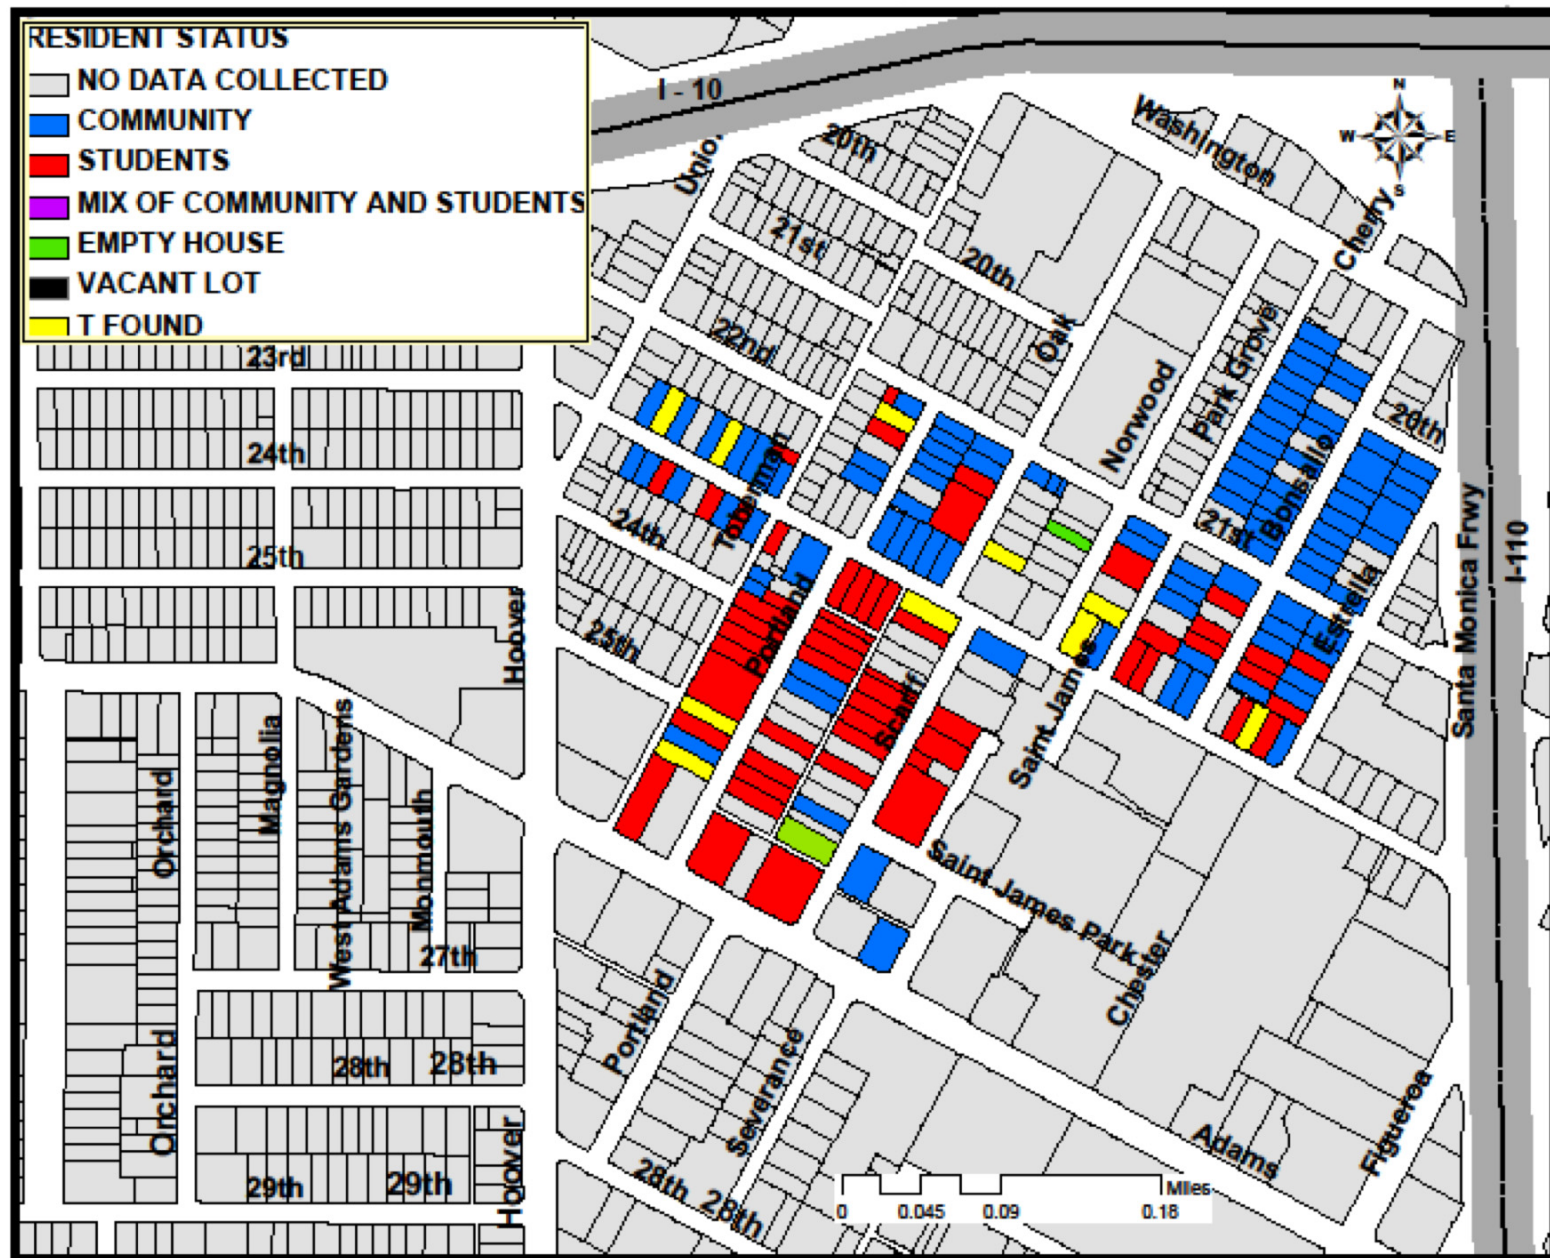 RESIDENT STATUS
NO DATA COLLECTED
COMMUNITY
STUDENTS
MIX OF COMMUNITY AND STUDENTS
EMPTY HOUSE
VACANT LOT
T FOUND
I - 10
Washington
N
W
E
S
20th
Union
Cherry
21st
20th
22nd
Oak
Park Grove
23rd
Norwood
20th
24th
Toberman
Bonsallo
21st
24th
25th
Santa Monica Frwy
I-110
Portland
Estrella
Hoover
25th
Scarff
Saint James
Magnolia
West Adams Gardens
Orchard
Monmouth
Saint James Park
27th
Chester
Portland
Orchard
28th
28th
Severance
Figueroa
Hoover
Adams
29th
29th
28th
28th
Miles
0
0.045
0.09
0.18